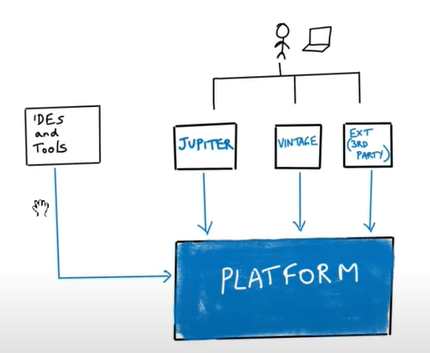 IDEs
and
Tools
JUPITER
VINTAGE
EXT
(3RD
PARTY)
PLATFORM